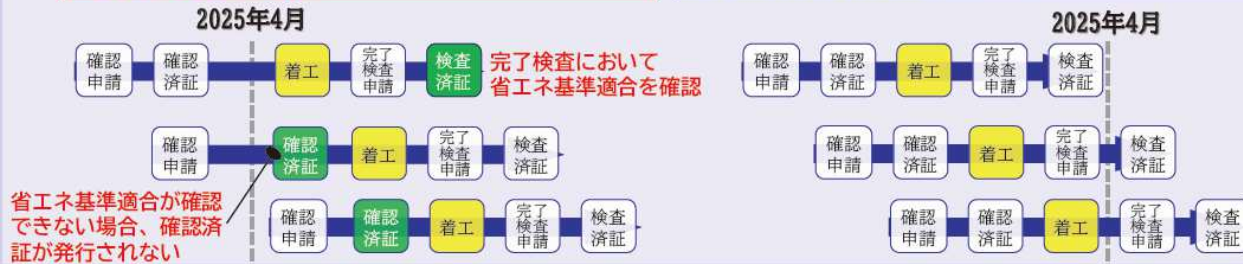 2025年4月
確認
申請
確認
済証
着工
完了
検査
申請
検査
済証
完了検査において
省エネ基準適合を確認
確認
申請
確認
済証
着工
完了
検査
申請
検査
済証
省エネ基準適合が確認
できない場合、確認済
証が発行されない
確認
申請
確認
済証
着工
完了
検査
申請
検査
済証
2025年4月
確認
申請
確認
済証
着工
完了
検査
申請
検査
済証
確認
申請
確認
済証
着工
完了
検査
申請
検査
済証
確認
申請
確認
済証
着工
完了
検査
申請
検査
済証